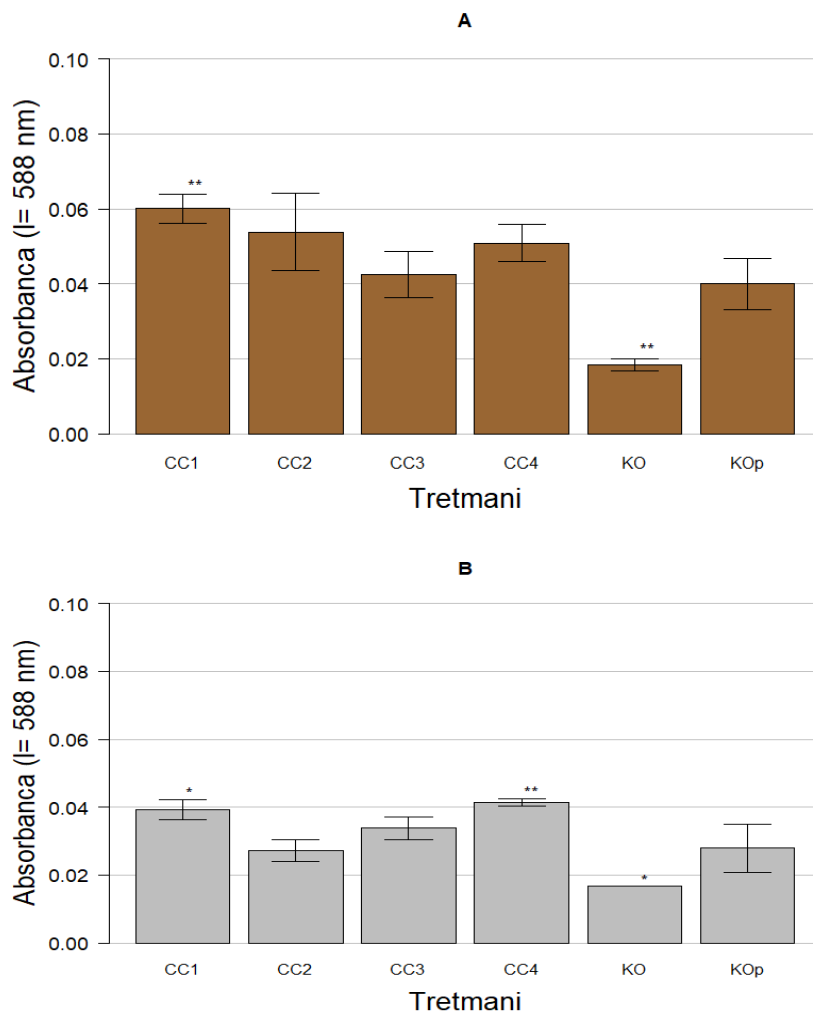 A
Absorbanca (l= 588 nm)
0.10
0.08
0.06
0.04
0.02
0.00
**
**
CC1 CC2 CC3 CC4 KO KOp
Tretmani
B
Absorbanca (l= 588 nm)
0.10
0.08
0.06
0.04
0.02
0.00
*
**
*
CC1 CC2 CC3 CC4 KO KOp
Tretmani